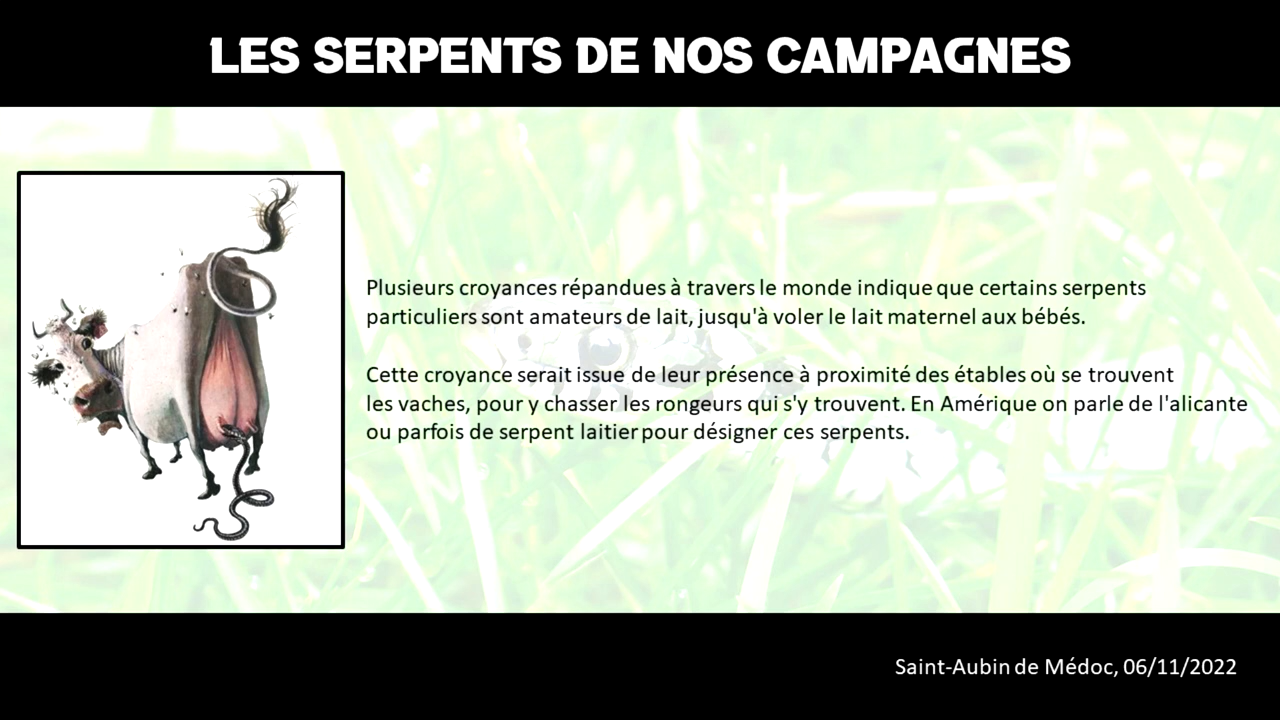 LES SERPENTS DE NOS CAMPAGNES
Plusieurs croyances répandues à travers le monde indique que certains serpents
particuliers sont amateurs de lait, jusqu'à voler le lait maternel aux bébés.
Cette croyance serait issue de leur présence à proximité des étables où se trouvent
les vaches, pour y chasser les rongeurs qui s'y trouvent. En Amérique on parle de l'alicante
ou parfois de serpent laitier pour désigner ces serpents.
Saint-Aubin de Médoc, 06/11/2022